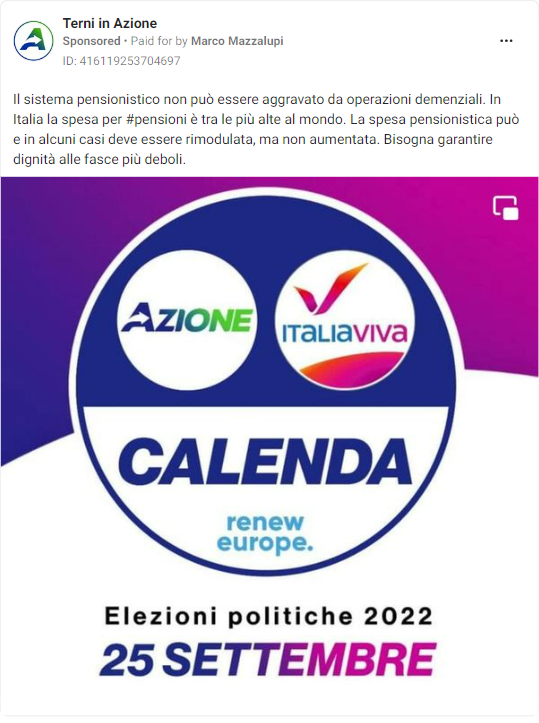 Terni in Azione
Sponsored • Paid for by Marco Mazzalupi
ID: 416119253704697
Il sistema pensionistico non può essere aggravato da operazioni demenziali. In
Italia la spesa per #pensioni è tra le più alte al mondo. La spesa pensionistica può
e in alcuni casi deve essere rimodulata, ma non aumentata. Bisogna garantire
dignità alle fasce più deboli.
AZIONE
ITALIAVIVA
CALENDA
renew
europe.
Elezioni politiche 2022
25 SETTEMBRE